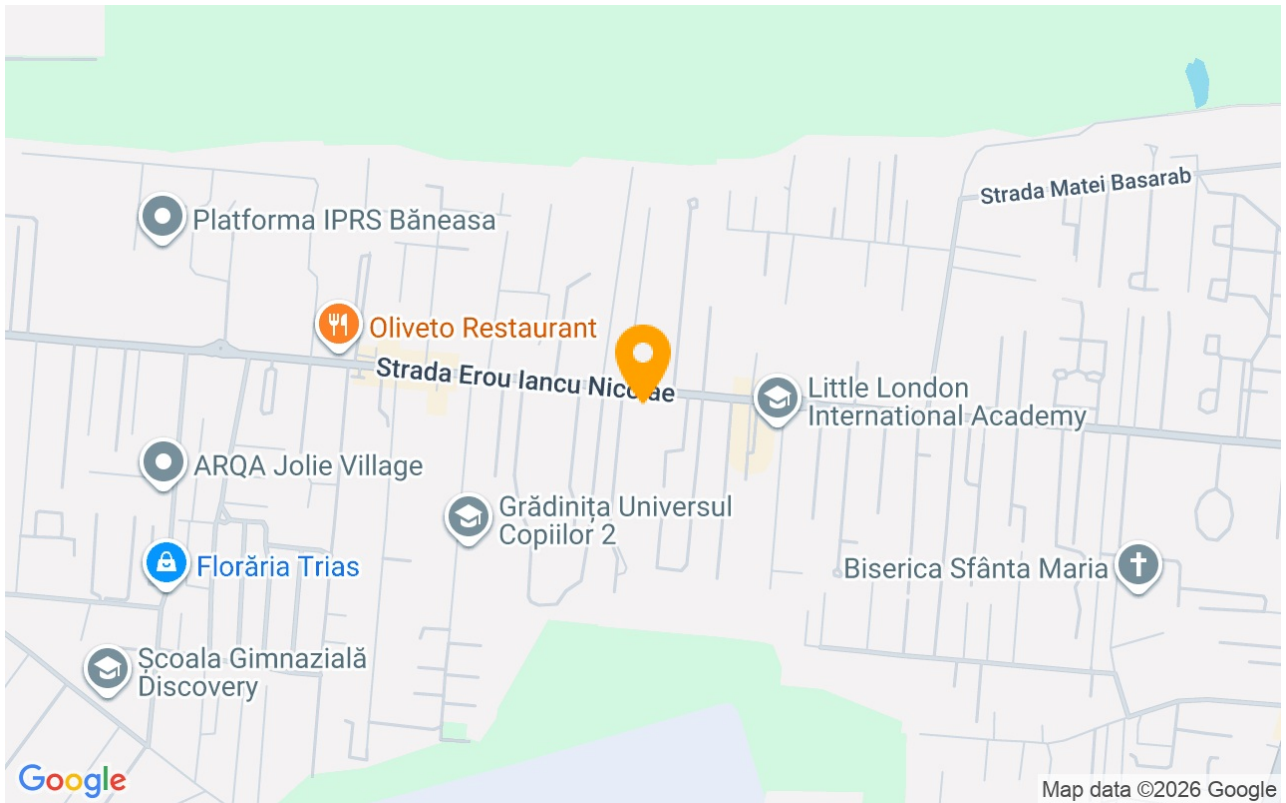 Strada Matei Basarab
Platforma IPRS Băneasa
Oliveto Restaurant
Strada Erou Iancu Nicolae
Little London
International Academy
ARQA Jolie Village
Grădinița Universul
Copiilor 2
Florăria Trias
Biserica Sfânta Maria
Școala Gimnazială
Discovery
Google
Map data ©2026 Google